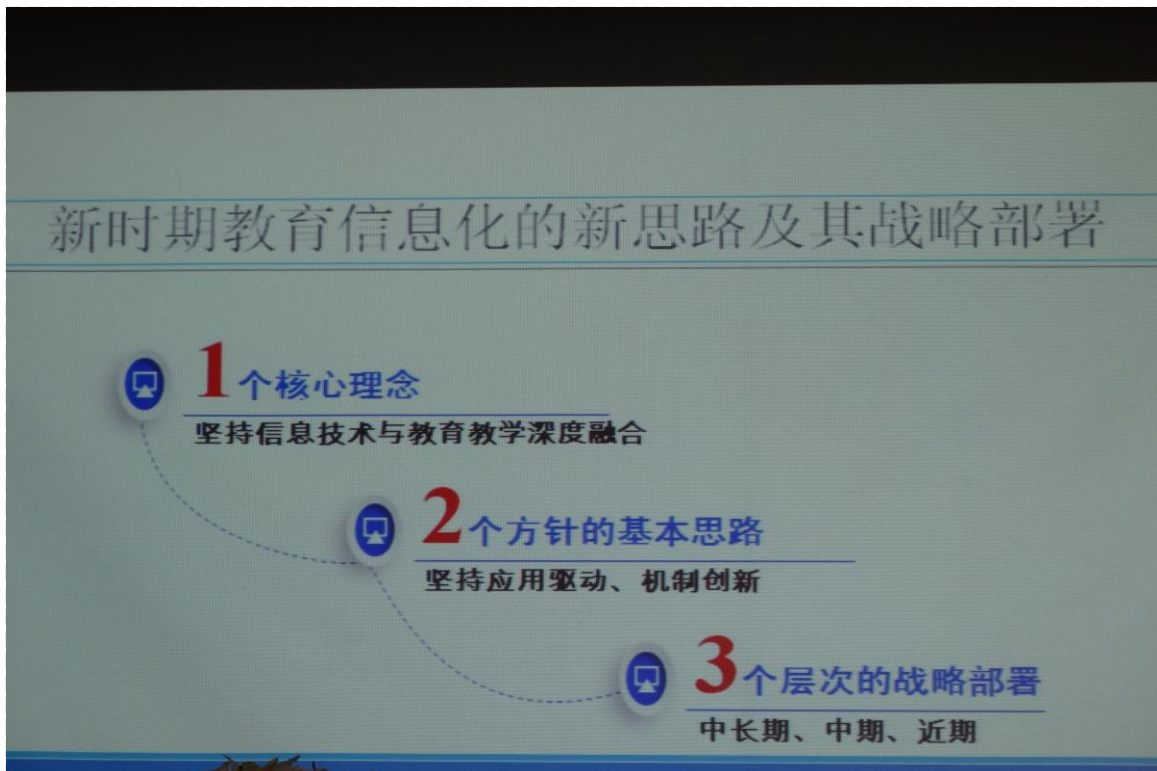 新时期教育信息化的新思路及其战略部署
1个核心理念
坚持信息技术与教育教学深度融合
2个方针的基本思路
坚持应用驱动、机制创新
3个层次的战略部署
中长期、中期、近期